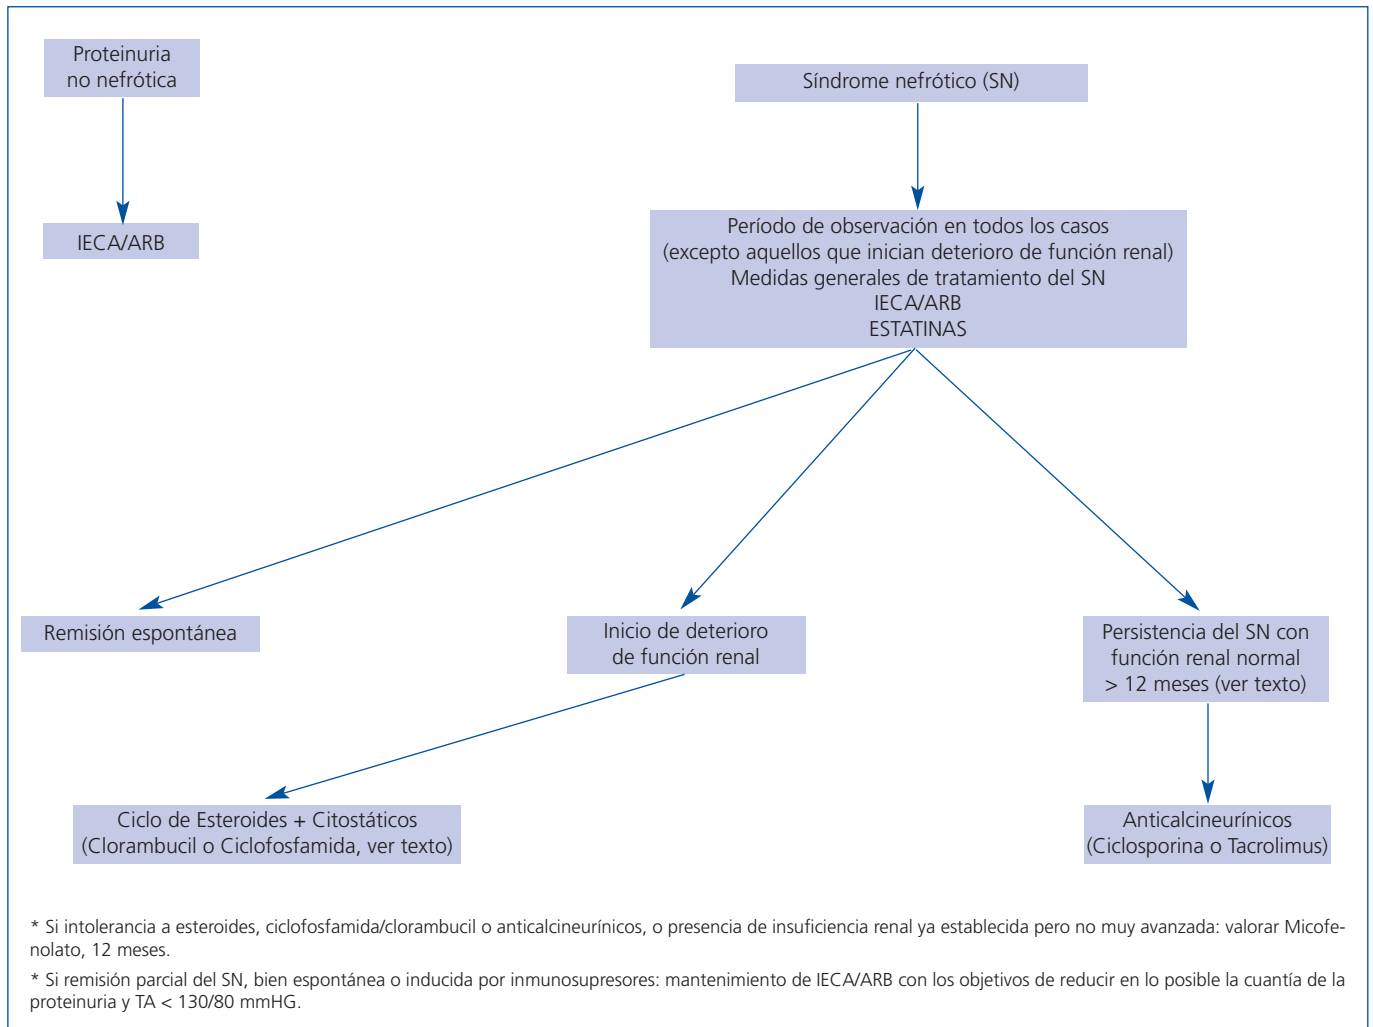 Proteinuria
no nefrótica
Síndrome nefrótico (SN)
IECA/ARB
Período de observación en todos los casos
(excepto aquellos que inician deterioro de función renal)
Medidas generales de tratamiento del SN
IECA/ARB
ESTATINAS
Remisión espontánea
Inicio de deterioro
de función renal
Persistencia del SN con
función renal normal
> 12 meses (ver texto)
Ciclo de Esteroides + Citostáticos
(Clorambucil o Ciclofosfamida, ver texto)
Anticalcineurínicos
(Ciclosporina o Tacrolimus)
* Si intolerancia a esteroides, ciclofosfamida/clorambucil o anticalcineurínicos, o presencia de insuficiencia renal ya establecida pero no muy avanzada: valorar Micofe-
nolato, 12 meses.
* Si remisión parcial del SN, bien espontánea o inducida por inmunosupresores: mantenimiento de IECA/ARB con los objetivos de reducir en lo posible la cuantía de la
proteinuria y TA < 130/80 mmHG.